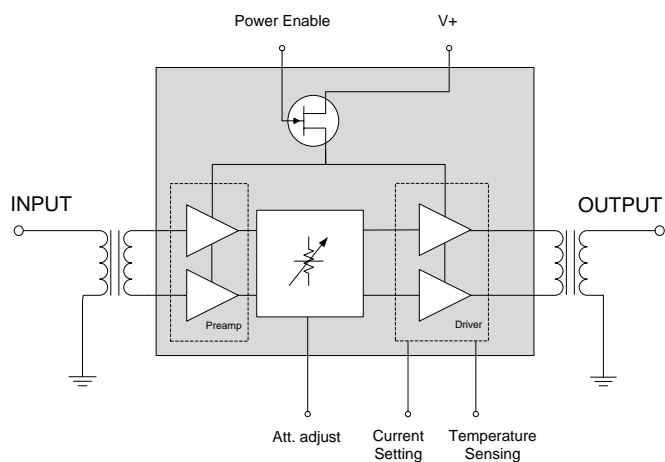 Power Enable
V+
INPUT
OUTPUT
Preamp
Driver
Att. adjust
Current
Setting
Temperature
Sensing